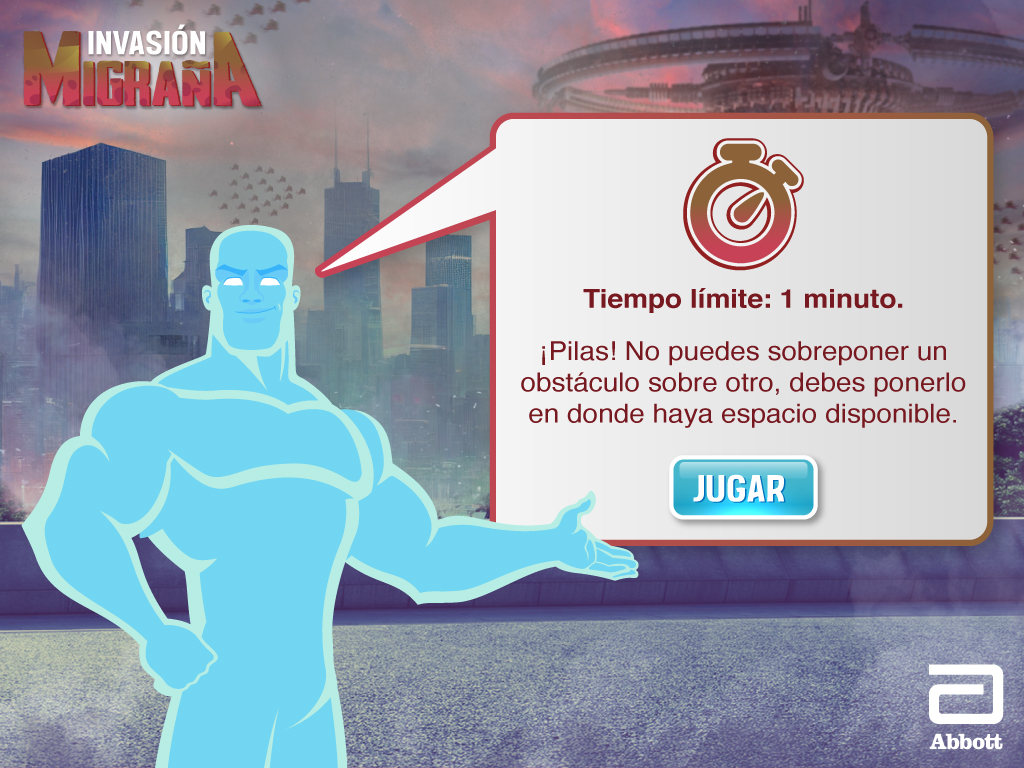 INVASIÓN
MIGRAÑA
Tiempo límite: 1 minuto.
¡Pilas! No puedes sobreponer un
obstáculo sobre otro, debes ponerlo
en donde haya espacio disponible.
JUGAR
Abbott